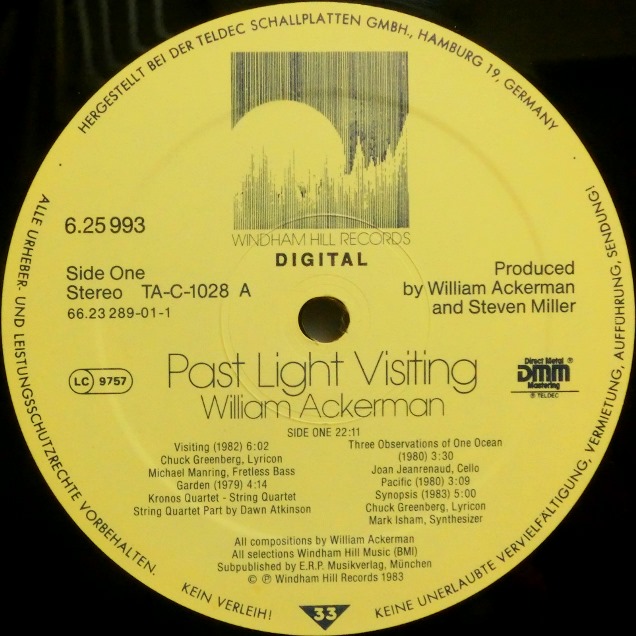 HERGESTELLT BEI DER TELDEC SCHALLPLATTEN GMBH., HAMBURG 19, GERMANY
WINDHAM HILL RECORDS
DIGITAL
6.25 993
Side One
Stereo TA-C-1028 A
66.23 289-01-1
Produced
by William Ackerman
and Steven Miller
LC 9757
Past Light Visiting
William Ackerman
Direct Metal ®
DMM
Mastering
® TELDEC
SIDE ONE 22:11
Visiting (1982) 6:02
Chuck Greenberg, Lyricon
Michael Manring, Fretless Bass
Garden (1979) 4:14
Kronos Quartet - String Quartet
String Quartet Part by Dawn Atkinson
Three Observations of One Ocean
(1980) 3:30
Joan Jeanrenaud, Cello
Pacific (1980) 3:09
Synopsis (1983) 5:00
Chuck Greenberg, Lyricon
Mark Isham, Synthesizer
All compositions by William Ackerman
All selections Windham Hill Music (BMI)
Subpublished by E.R.P. Musikverlag, München
© ℗ Windham Hill Records 1983
33
ALLE URHEBER- UND LEISTUNGSSCHUTZRECHTE VORBEHALTEN.
KEIN VERLEIH!
KEINE UNERLAUBTE VERVIELFÄLTIGUNG, VERMIETUNG, AUFFÜHRUNG, SENDUNG!